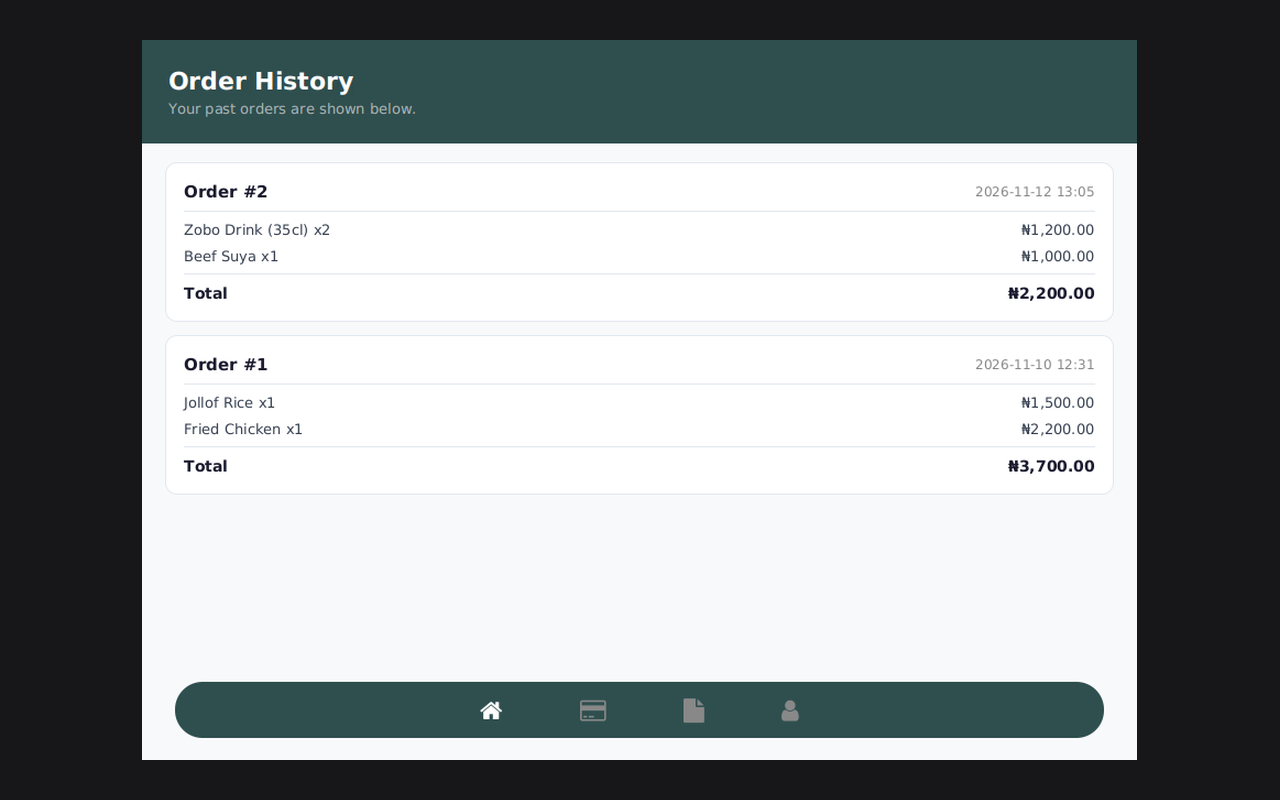 Order History
Your past orders are shown below.
Order #2 2026-11-12 13:05
Zobo Drink (35cl) x2 ₦1,200.00
Beef Suya x1 ₦1,000.00
Total ₦2,200.00
Order #1 2026-11-10 12:31
Jollof Rice x1 ₦1,500.00
Fried Chicken x1 ₦2,200.00
Total ₦3,700.00